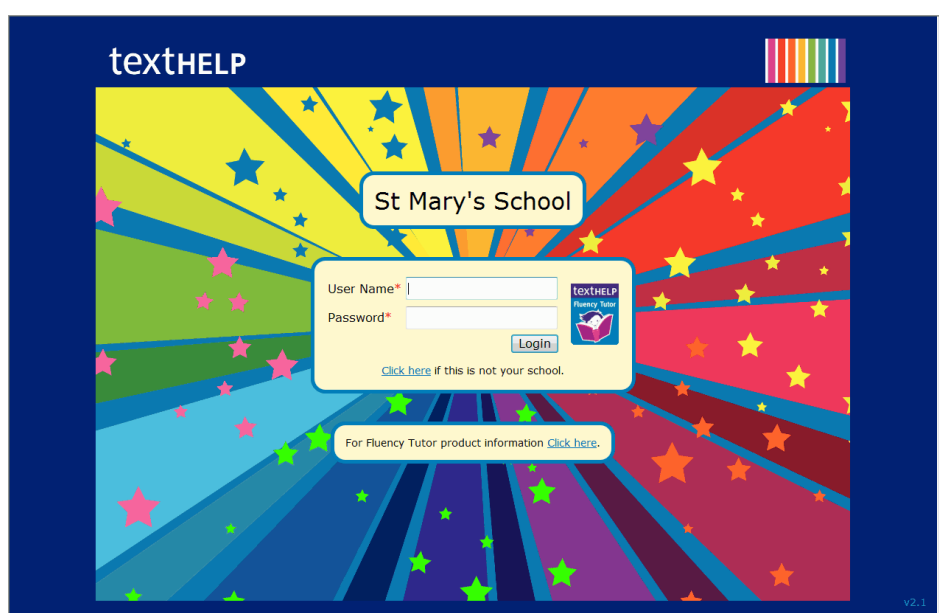 textHELP
St Mary's School
User Name*
Password*
textHELP
Fluency Tutor
Login
Click here if this is not your school.
For Fluency Tutor product information Click here.
v2.1